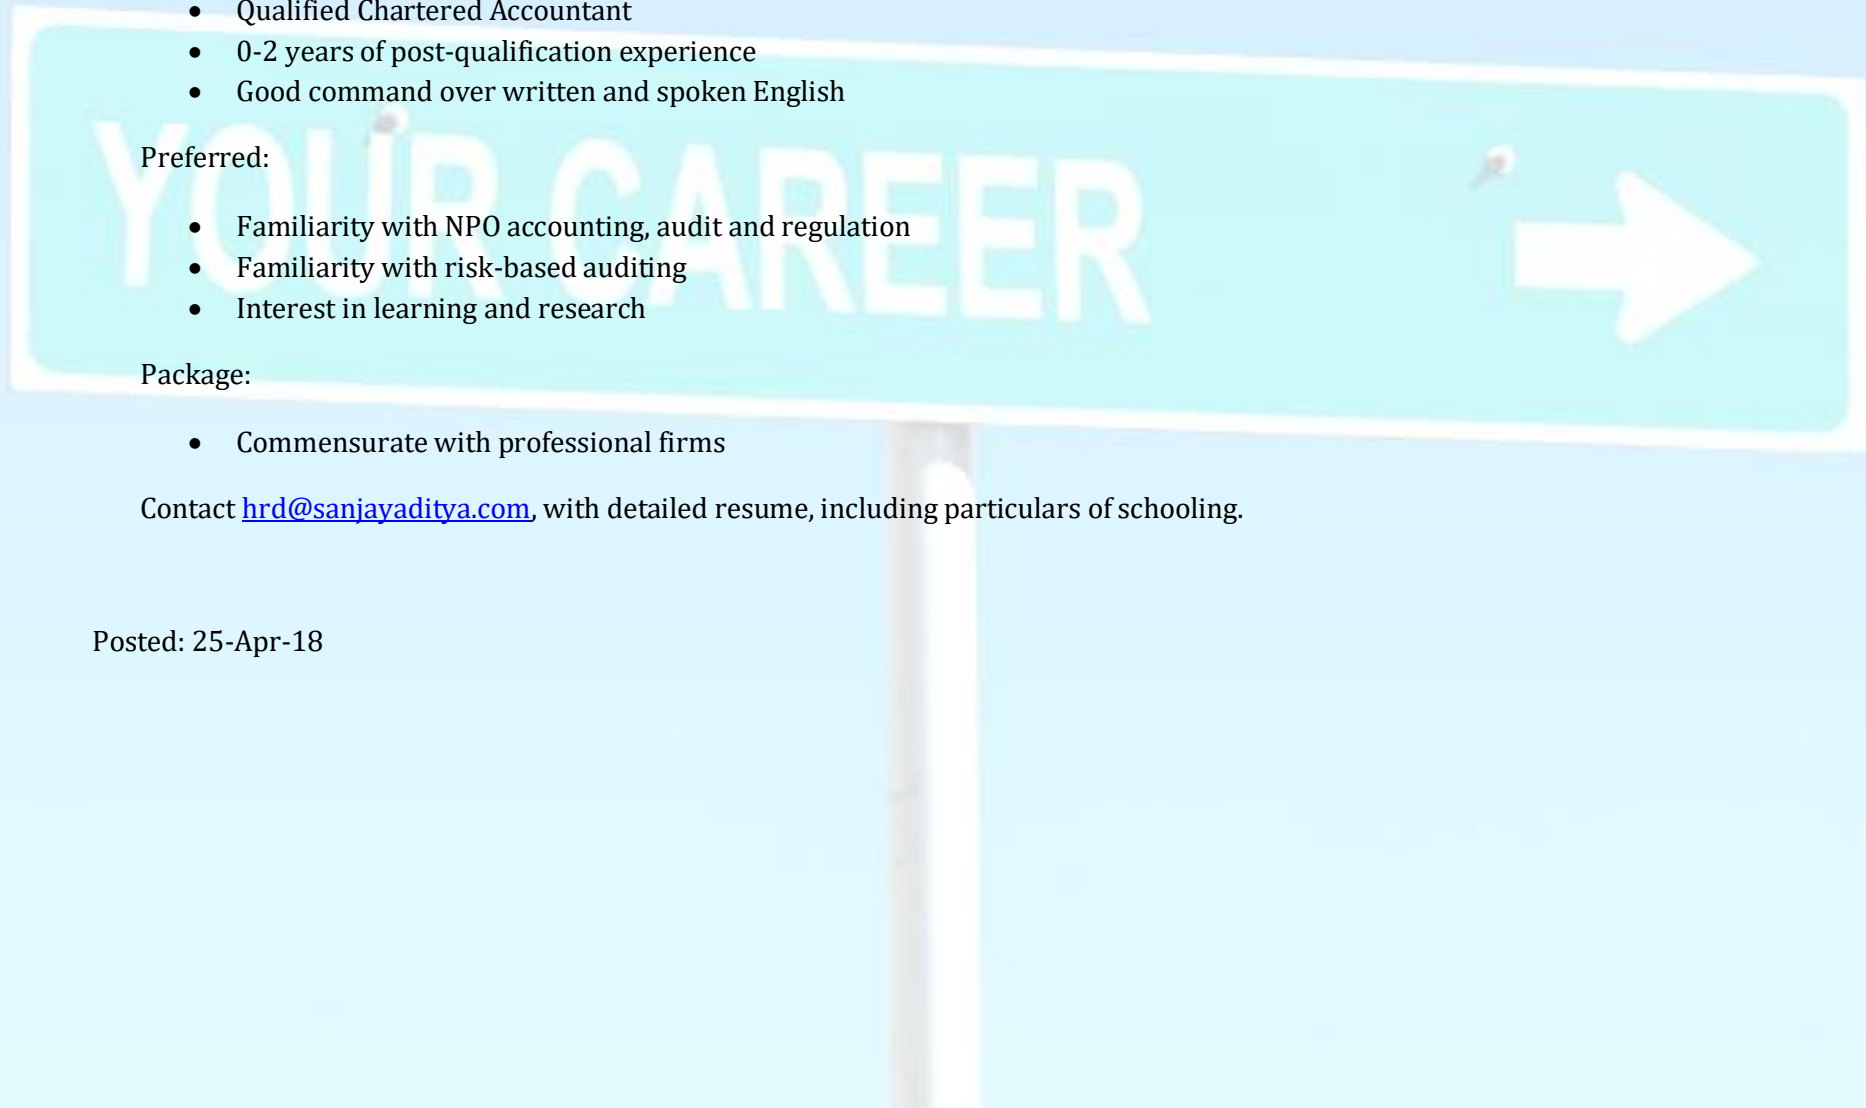 • Qualified Chartered Accountant
• 0-2 years of post-qualification experience
• Good command over written and spoken English
Preferred:
YOUR CAREER
• Familiarity with NPO accounting, audit and regulation
• Familiarity with risk-based auditing
• Interest in learning and research
Package:
• Commensurate with professional firms
Contact hrd@sanjayaditya.com, with detailed resume, including particulars of schooling.
Posted: 25-Apr-18